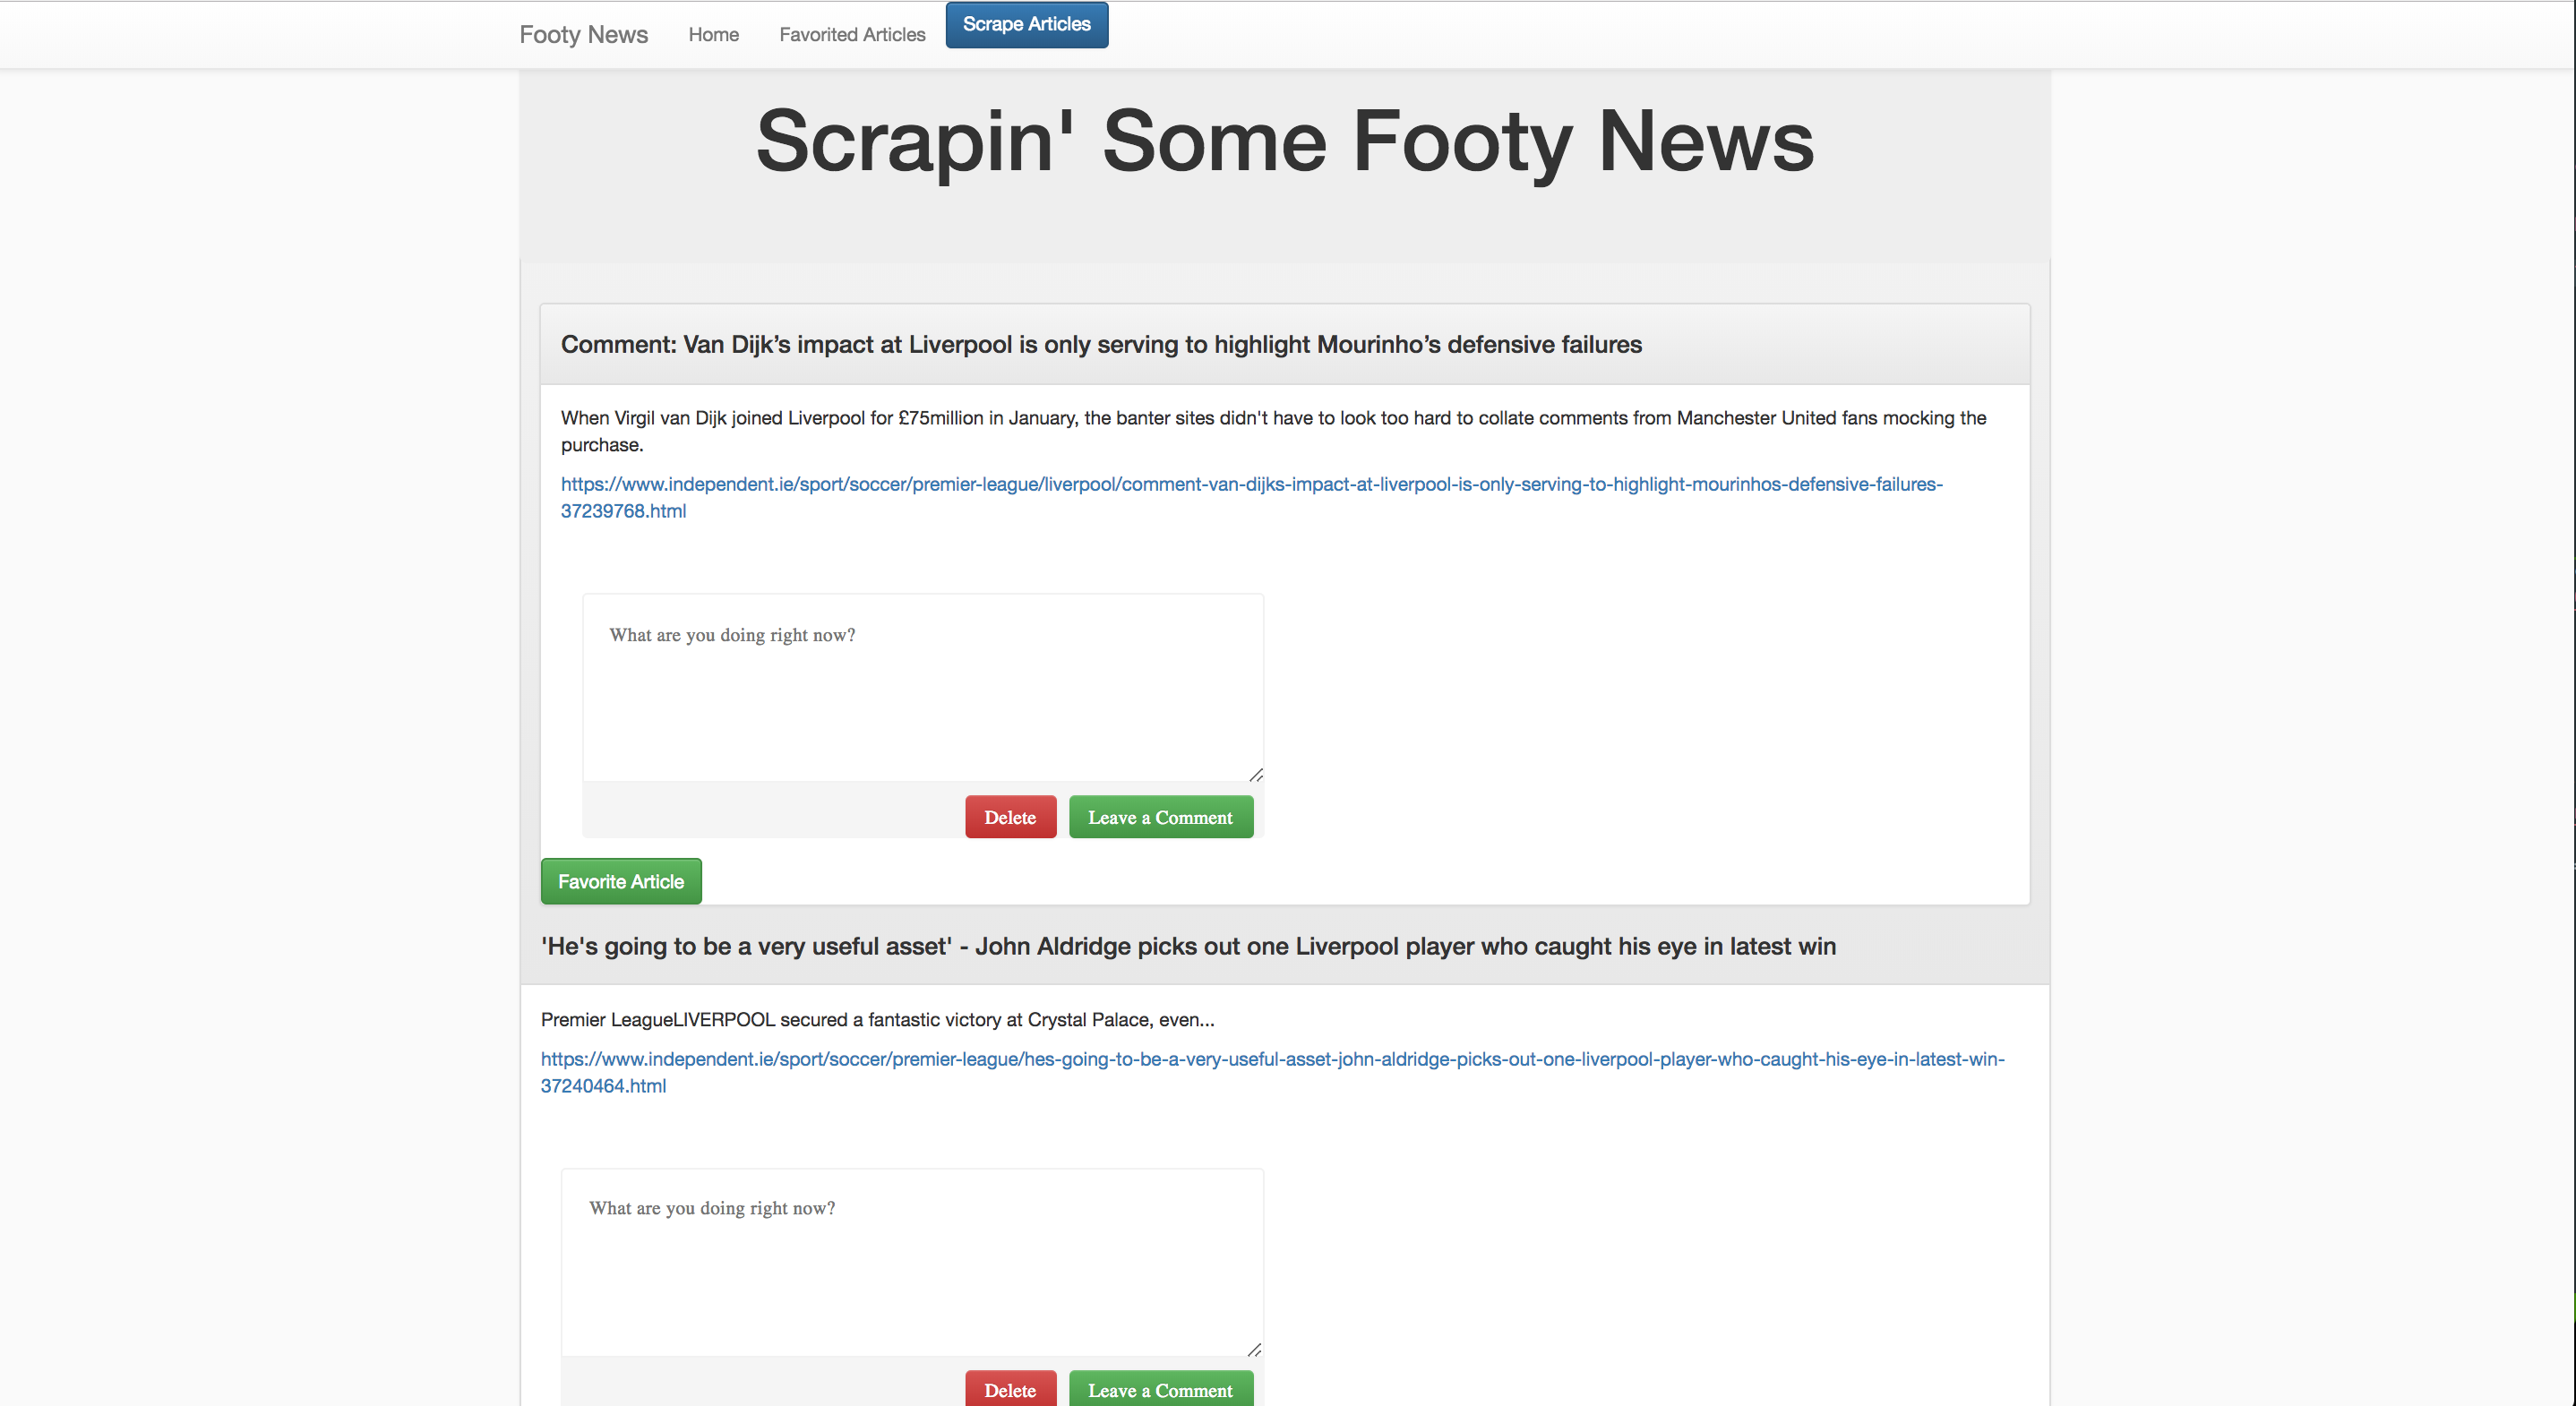 Footy News
Home
Favorited Articles
Scrape Articles
Scrapin' Some Footy News
Comment: Van Dijk’s impact at Liverpool is only serving to highlight Mourinho’s defensive failures
When Virgil van Dijk joined Liverpool for £75million in January, the banter sites didn't have to look too hard to collate comments from Manchester United fans mocking the
purchase.
https://www.independent.ie/sport/soccer/premier-league/liverpool/comment-van-dijks-impact-at-liverpool-is-only-serving-to-highlight-mourinhos-defensive-failures-
37239768.html
What are you doing right now?
Delete
Leave a Comment
Favorite Article
'He's going to be a very useful asset' - John Aldridge picks out one Liverpool player who caught his eye in latest win
Premier LeagueLIVERPOOL secured a fantastic victory at Crystal Palace, even...
https://www.independent.ie/sport/soccer/premier-league/hes-going-to-be-a-very-useful-asset-john-aldridge-picks-out-one-liverpool-player-who-caught-his-eye-in-latest-win-
37240464.html
What are you doing right now?
Delete
Leave a Comment